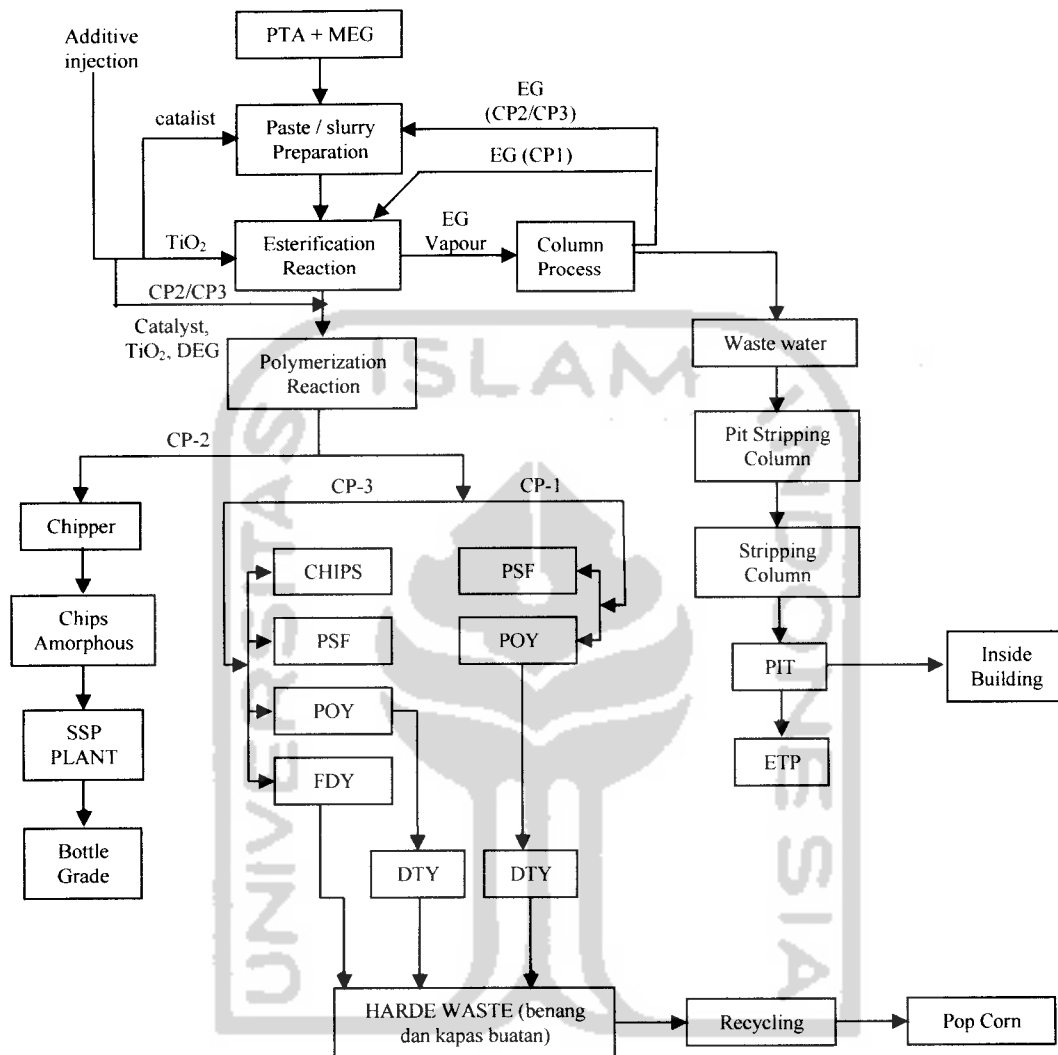 Additive
injection
PTA + MEG
EG
(CP2/CP3)
catalist
Paste / slurry
Preparation
EG (CP1)
TiO2
Esterification
Reaction
EG
Vapour
Column
Process
CP2/CP3
Catalyst,
TiO2, DEG
Polymerization
Reaction
Waste water
Pit Stripping
Column
CP-2
CP-3
CP-1
Chipper
CHIPS
PSF
Stripping
Column
Chips
Amorphous
PSF
POY
PIT
Inside
Building
SSP
PLANT
POY
FDY
ETP
Bottle
Grade
DTY
DTY
HARDE WASTE (benang
dan kapas buatan)
Recycling
Pop Corn
UNIVERSITAS
ISLAM
INDONESIA